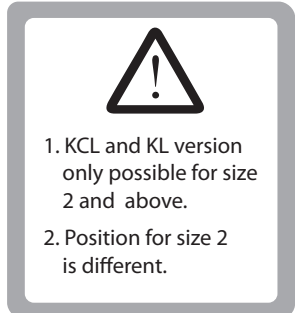 1. KCL and KL version
only possible for size
2 and above.
2. Position for size 2
is different.